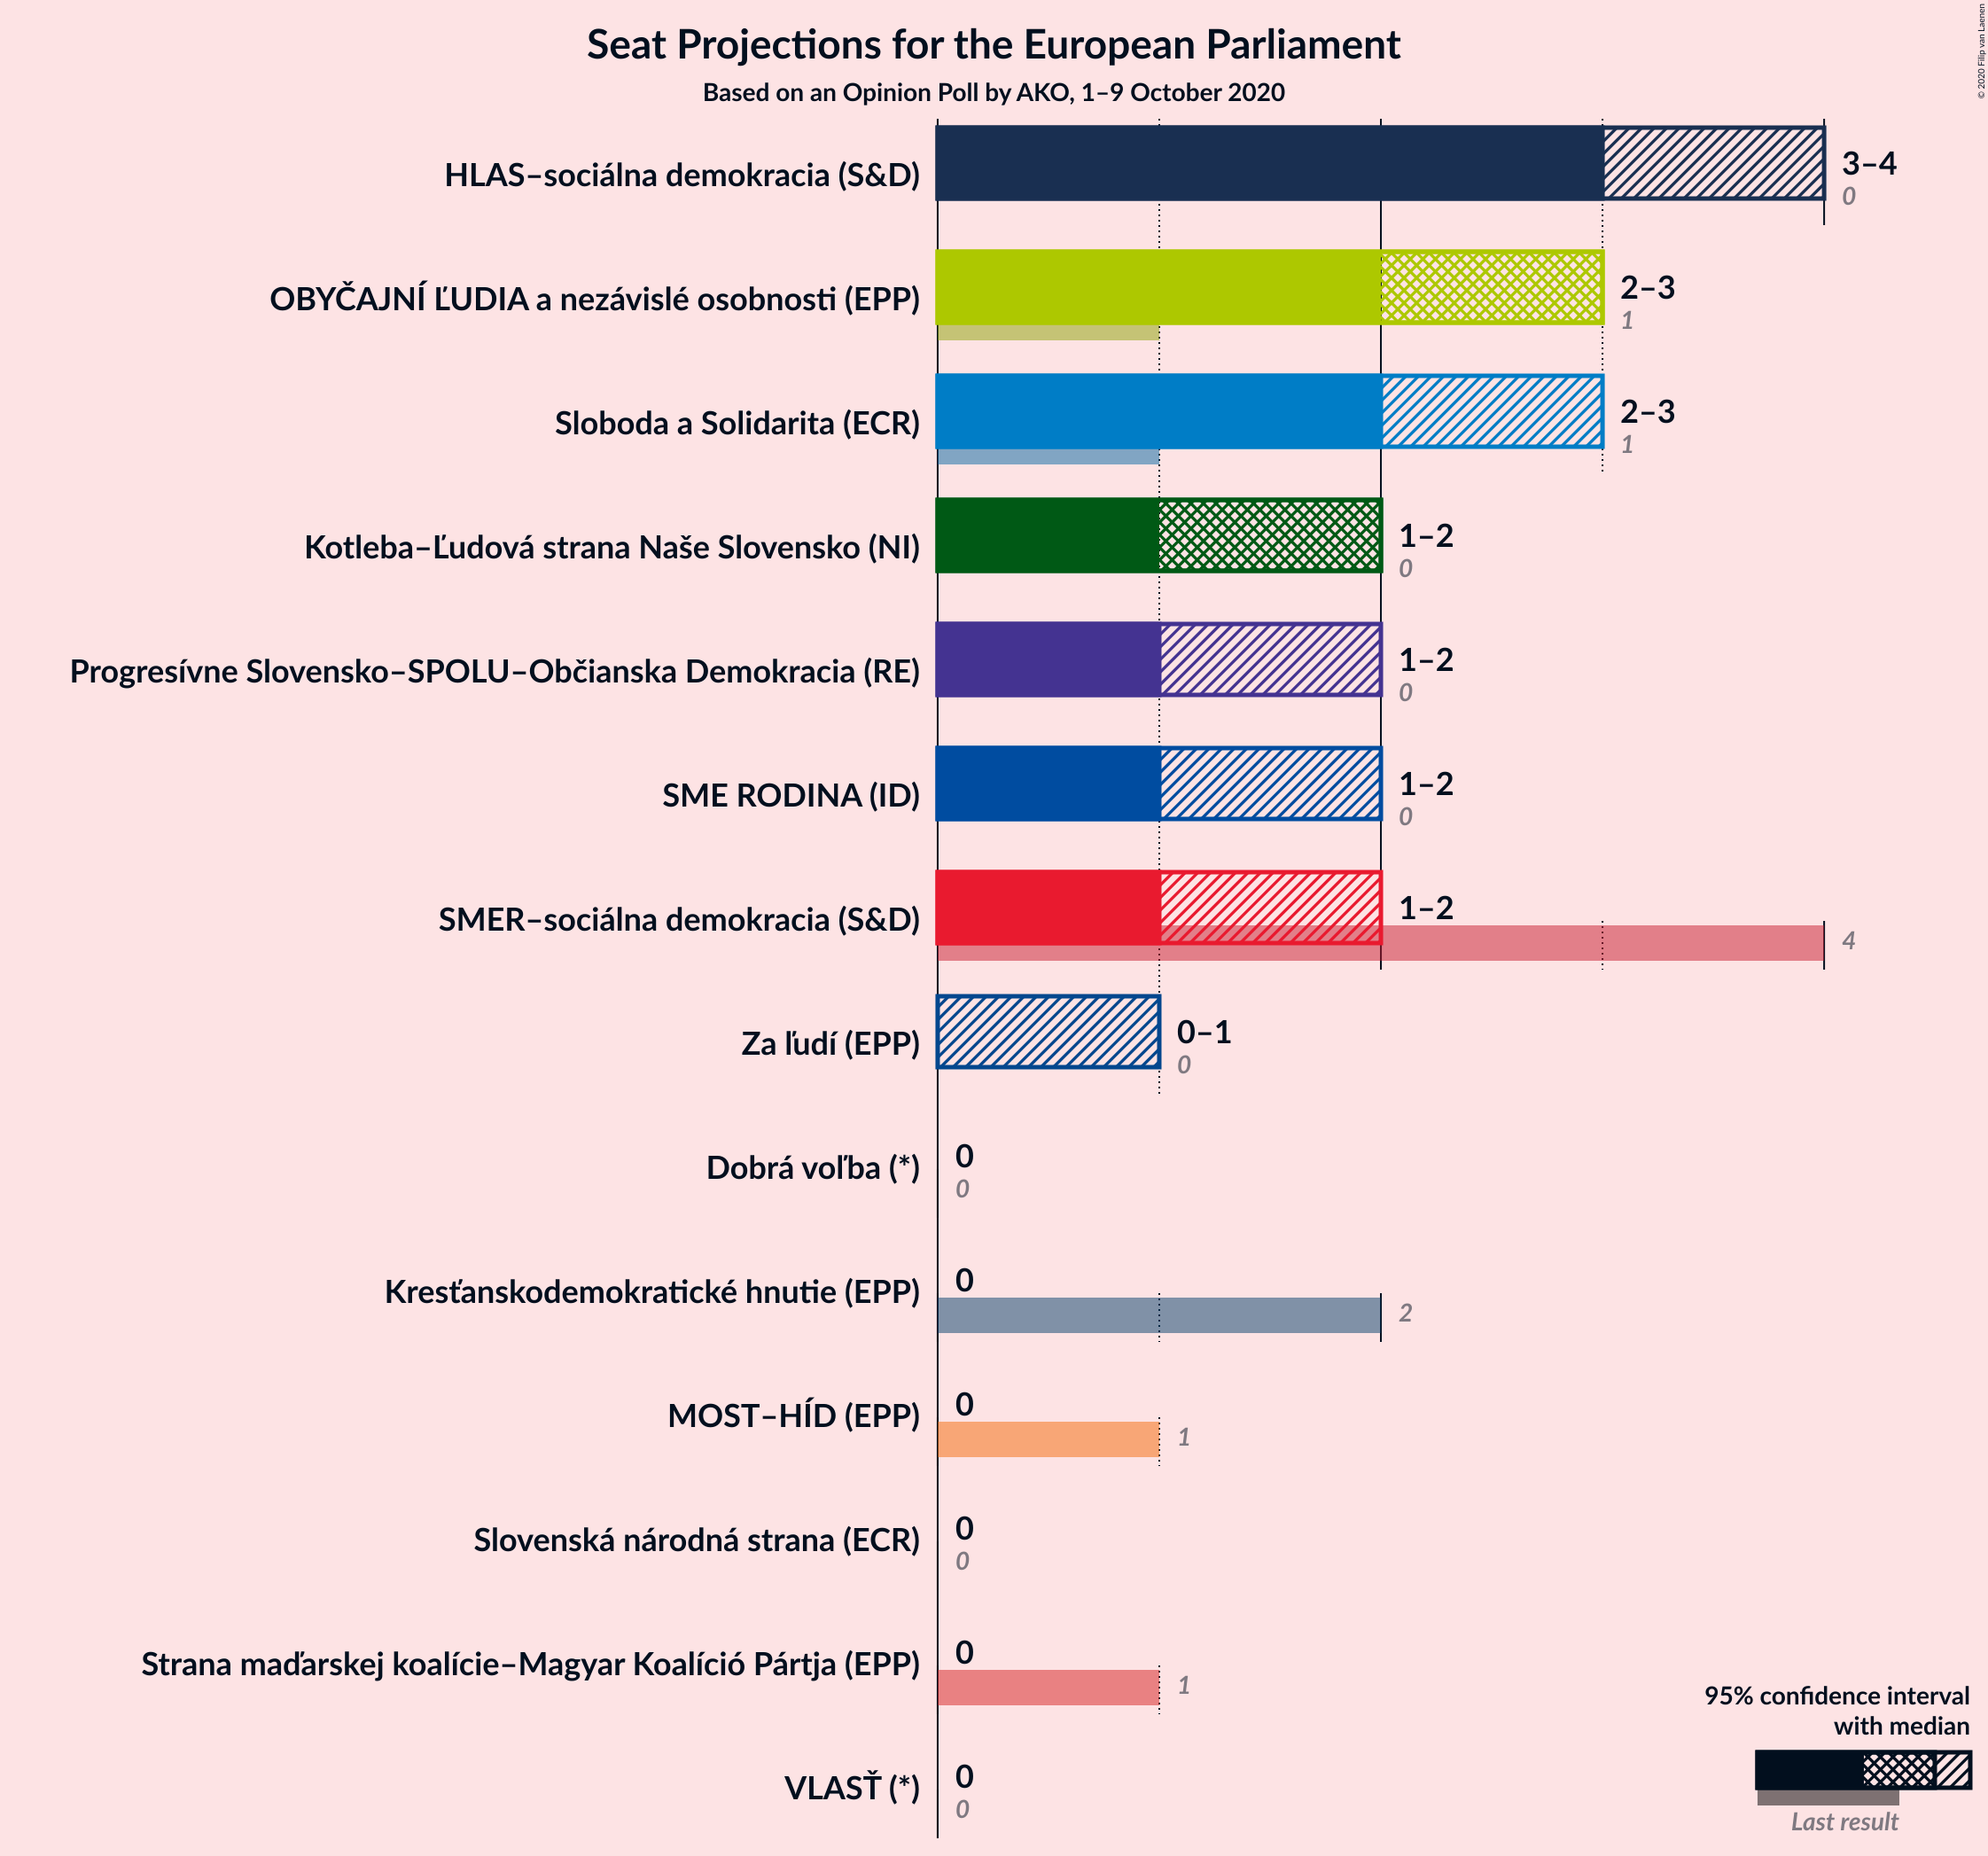 Seat Projections for the European Parliament
Based on an Opinion Poll by AKO, 1–9 October 2020
© 2020 Filip van Laenen
HLAS–sociálna demokracia (S&D)
3–4
0
OBYČAJNÍ ĽUDIA a nezávislé osobnosti (EPP)
2–3
1
Sloboda a Solidarita (ECR)
2–3
1
Kotleba–Ľudová strana Naše Slovensko (NI)
1–2
0
Progresívne Slovensko–SPOLU–Občianska Demokracia (RE)
1–2
0
SME RODINA (ID)
1–2
0
SMER–sociálna demokracia (S&D)
1–2
4
Za ľudí (EPP)
0–1
0
Dobrá voľba (*)
0
0
Kresťanskodemokratické hnutie (EPP)
0
2
MOST–HÍD (EPP)
0
1
Slovenská národná strana (ECR)
0
0
Strana maďarskej koalície–Magyar Koalíció Pártja (EPP)
0
1
VLASŤ (*)
0
0
95% confidence interval
with median
Last result